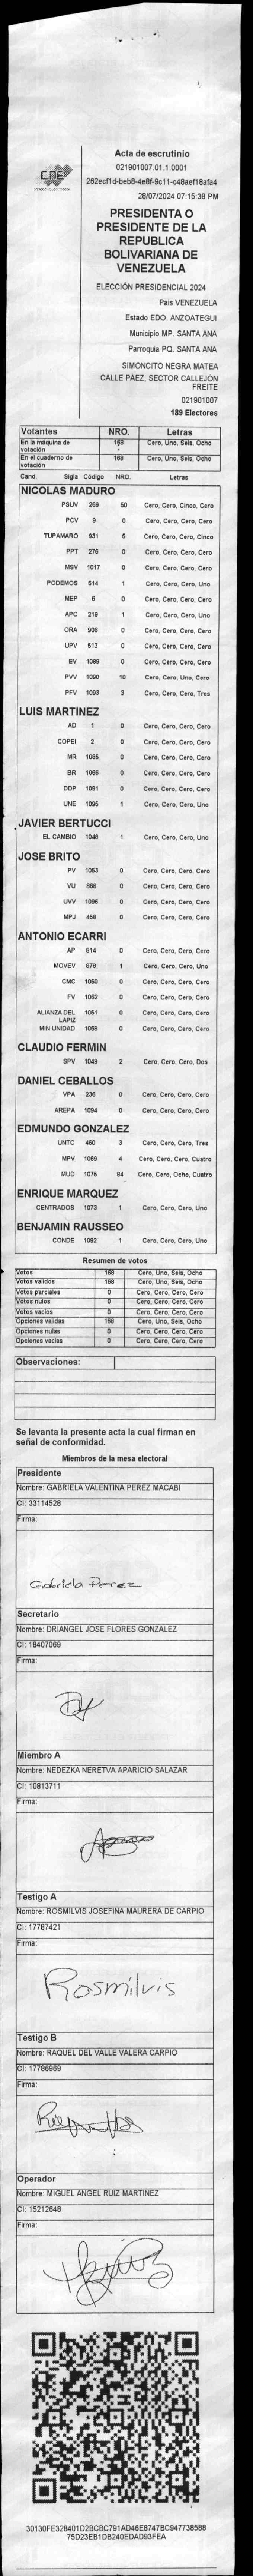 CNE
Acta de escrutinio
021901007.01.1.0001
282ecf1d-beb8-4e8f-9c11-c48aef18afa4
28/07/2024 07:15:38 PM
PRESIDENTA O
PRESIDENTE DE LA
REPUBLICA
BOLIVARIANA DE
VENEZUELA
ELECCIÓN PRESIDENCIAL 2024
Pais VENEZUELA
Estado EDO. ANZOATEGUI
Municipio MP. SANTA ANA
Parroquia PQ. SANTA ANA
SIMONCITO NEGRA MATEA
CALLE PÁEZ. SECTOR CALLEJÓN
FREITE
021901007
189 Electores
Votantes NRO. Letras
En la máquina de votación 168 Cero, Uno, Seis, Ocho
En el cuaderno de votación 168 Cero, Uno, Seis, Ocho
Cand. Sigla Código NRO. Letras
NICOLAS MADURO
PSUV 269 50 Cero, Cero, Cinco, Cero
PCV 9 0 Cero, Cero, Cero, Cero
TUPAMARO 931 5 Cero, Cero, Cero, Cinco
PPT 276 0 Cero, Cero, Cero, Cero
MSV 1017 0 Cero, Cero, Cero, Cero
PODEMOS 514 1 Cero, Cero, Cero, Uno
MEP 6 0 Cero, Cero, Cero, Cero
APC 219 1 Cero, Cero, Cero, Uno
ORA 906 0 Cero, Cero, Cero, Cero
UPV 513 0 Cero, Cero, Cero, Cero
EV 1089 0 Cero, Cero, Cero, Cero
PVV 1090 10 Cero, Cero, Uno, Cero
PFV 1093 3 Cero, Cero, Cero, Tres
LUIS MARTINEZ
AD 1 0 Cero, Cero, Cero, Cero
COPEI 2 0 Cero, Cero, Cero, Cero
MR 1065 0 Cero, Cero, Cero, Cero
BR 1066 0 Cero, Cero, Cero, Cero
DDP 1091 0 Cero, Cero, Cero, Cero
UNE 1095 1 Cero, Cero, Cero, Uno
JAVIER BERTUCCI
EL CAMBIO 1046 1 Cero, Cero, Cero, Uno
JOSE BRITO
PV 1053 0 Cero, Cero, Cero, Cero
VU 868 0 Cero, Cero, Cero, Cero
UVV 1096 0 Cero, Cero, Cero, Cero
MPJ 458 0 Cero, Cero, Cero, Cero
ANTONIO ECARRI
AP 814 0 Cero, Cero, Cero, Cero
MOVEV 878 1 Cero, Cero, Cero, Uno
CMC 1050 0 Cero, Cero, Cero, Cero
FV 1062 0 Cero, Cero, Cero, Cero
ALIANZA DEL LAPIZ 1051 0 Cero, Cero, Cero, Cero
MIN UNIDAD 1068 0 Cero, Cero, Cero, Cero
CLAUDIO FERMIN
SPV 1049 2 Cero, Cero, Cero, Dos
DANIEL CEBALLOS
VPA 236 0 Cero, Cero, Cero, Cero
AREPA 1094 0 Cero, Cero, Cero, Cero
EDMUNDO GONZALEZ
UNTC 460 3 Cero, Cero, Cero, Tres
MPV 1069 4 Cero, Cero, Cero, Cuatro
MUD 1075 84 Cero, Cero, Ocho, Cuatro
ENRIQUE MARQUEZ
CENTRADOS 1073 1 Cero, Cero, Cero, Uno
BENJAMIN RAUSSEO
CONDE 1092 1 Cero, Cero, Cero, Uno
Resumen de votos
Votos 168 Cero, Uno, Seis, Ocho
Votos validos 168 Cero, Uno, Seis, Ocho
Votos parciales 0 Cero, Cero, Cero, Cero
Votos nulos 0 Cero, Cero, Cero, Cero
Votos vacios 0 Cero, Cero, Cero, Cero
Opciones validas 168 Cero, Uno, Seis, Ocho
Opciones nulas 0 Cero, Cero, Cero, Cero
Opciones vacias 0 Cero, Cero, Cero, Cero
Observaciones:
Se levanta la presente acta la cual firman en
señal de conformidad.
Miembros de la mesa electoral
Presidente
Nombre: GABRIELA VALENTINA PEREZ MACABI
CI: 33114528
Firma:
Gabriela Perez
Secretario
Nombre: DRIANGEL JOSE FLORES GONZALEZ
CI: 18407069
Firma:
Miembro A
Nombre: NEDEZKA NERETVA APARICIO SALAZAR
CI: 10813711
Firma:
Testigo A
Nombre: ROSMILVIS JOSEFINA MAURERA DE CARPIO
CI: 17787421
Firma:
Rosmilvis
Testigo B
Nombre: RAQUEL DEL VALLE VALERA CARPIO
CI: 17786969
Firma:
Operador
Nombre: MIGUEL ANGEL RUIZ MARTINEZ
CI: 15212648
Firma:
30130FE328401D2BCBC791AD46E8747BC947738588
75D23EB1DB240EDAD93FEA